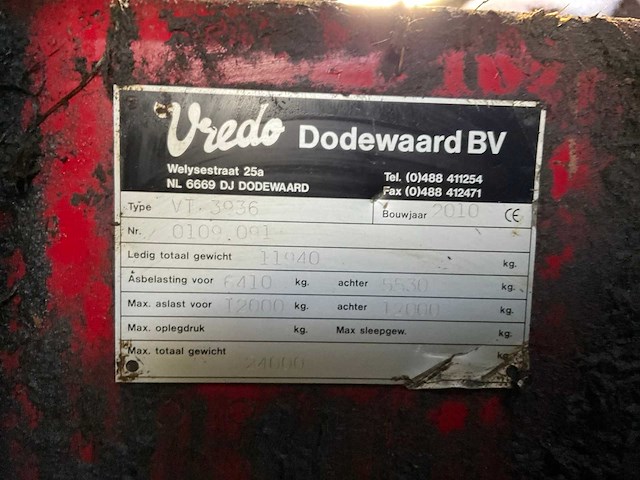 Vredo Dodewaard BV
Welysestraat 25a
NL 6669 DJ DODEWAARD
Tel. (0)488 411254
Fax (0)488 412471
Type VT 3936 Bouwjaar 2010 CE
Nr. 0109.091
Ledig totaal gewicht 11940 kg.
Asbelasting voor 6410 kg. achter 5530 kg.
Max. aslast voor 12000 kg. achter 12000 kg.
Max. oplegdruk kg. Max sleepgew. kg.
Max. totaal gewicht 24000 kg.